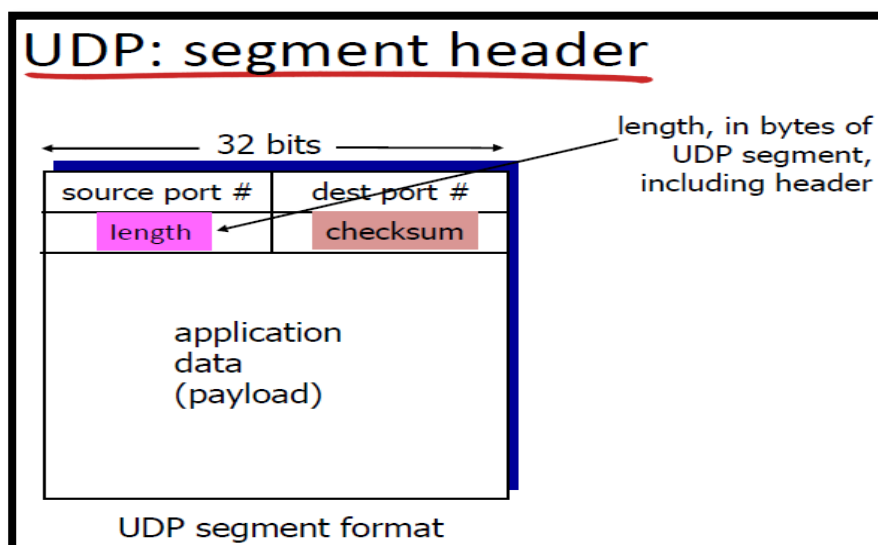 UDP: segment header
32 bits
length, in bytes of
UDP segment,
including header
source port #
dest port #
length
checksum
application
data
(payload)
UDP segment format